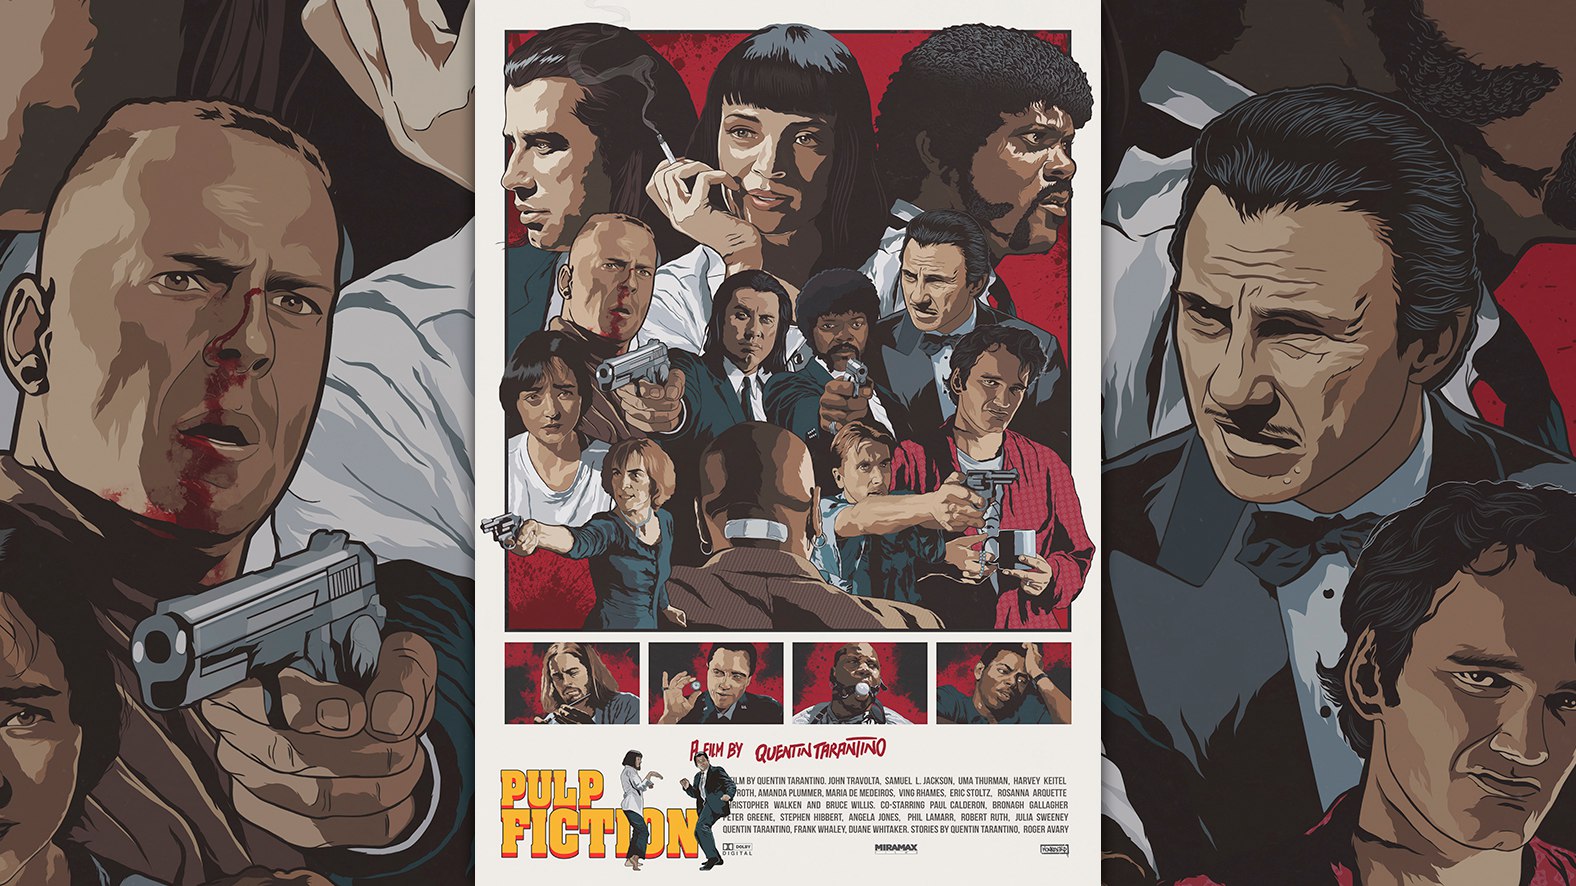 A FILM BY QUENTIN TARANTINO
PULP
FICTION
FILM BY QUENTIN TARANTINO. JOHN TRAVOLTA, SAMUEL L. JACKSON, UMA THURMAN, HARVEY KEITEL
ROTH, AMANDA PLUMMER, MARIA DE MEDEIROS, VING RHAMES, ERIC STOLTZ, ROSANNA ARQUETTE
RISTOPHER WALKEN AND BRUCE WILLIS. CO-STARRING PAUL CALDERON, BRONAGH GALLAGHER
PETER GREENE, STEPHEN HIBBERT, ANGELA JONES, PHIL LAMARR, ROBERT RUTH, JULIA SWEENEY
QUENTIN TARANTINO, FRANK WHALEY, DUANE WHITAKER. STORIES BY QUENTIN TARANTINO, ROGER AVARY
DOLBY
DIGITAL
MIRAMAX